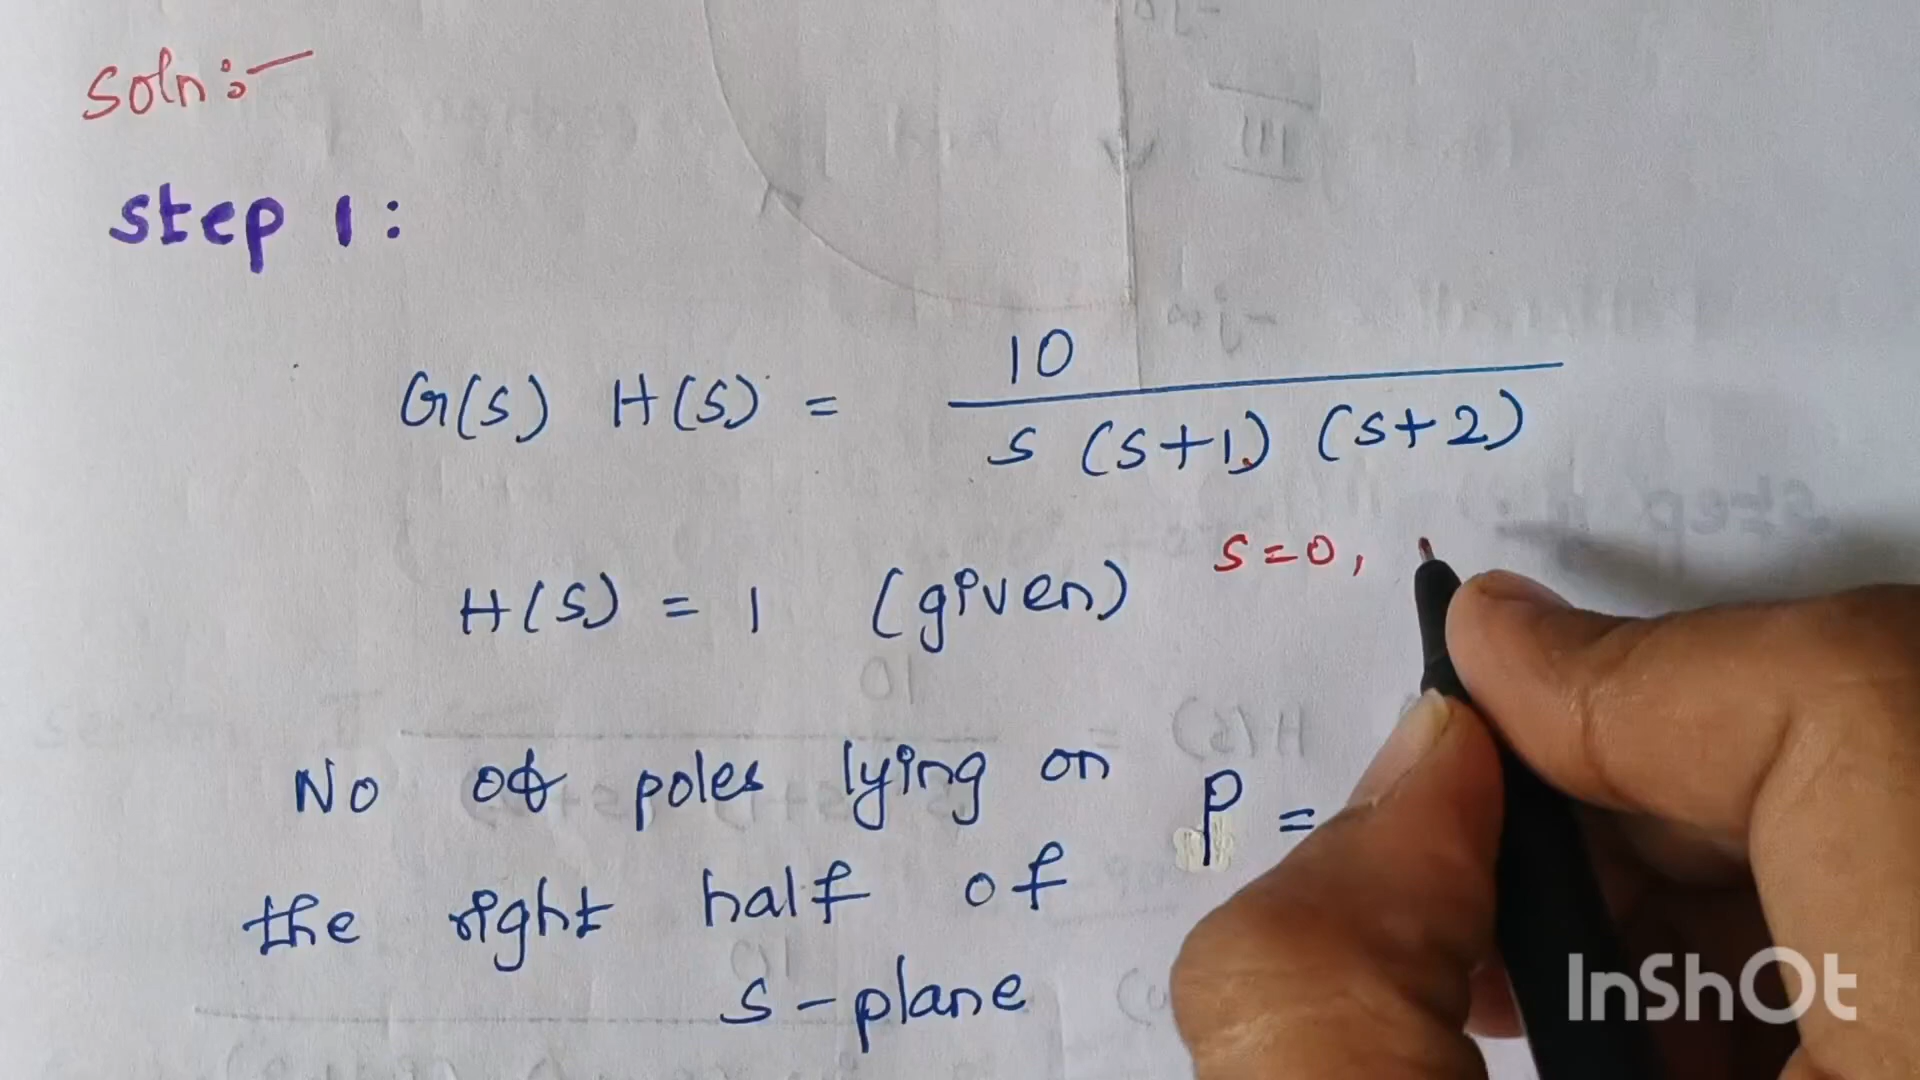 Soln :-
step 1 :
G(s) H(s) = 10 / s (s+1) (s+2)
s=0,
H(s) = 1 (given)
No of poles lying on
the right half of
s-plane
P =
InShOt